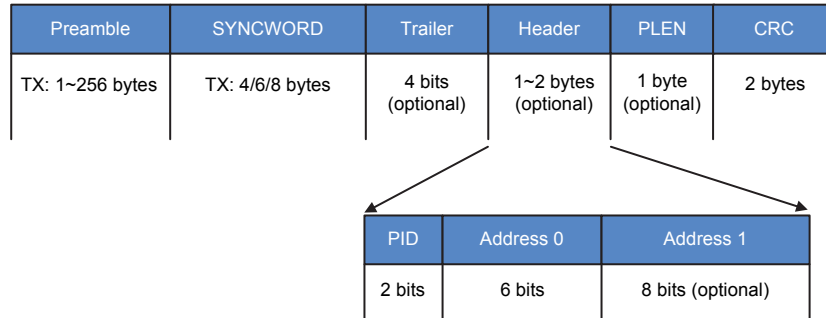 Preamble SYNCWORD Trailer Header PLEN CRC
TX: 1~256 bytes TX: 4/6/8 bytes 4 bits (optional) 1~2 bytes (optional) 1 byte (optional) 2 bytes
PID Address 0 Address 1
2 bits 6 bits 8 bits (optional)